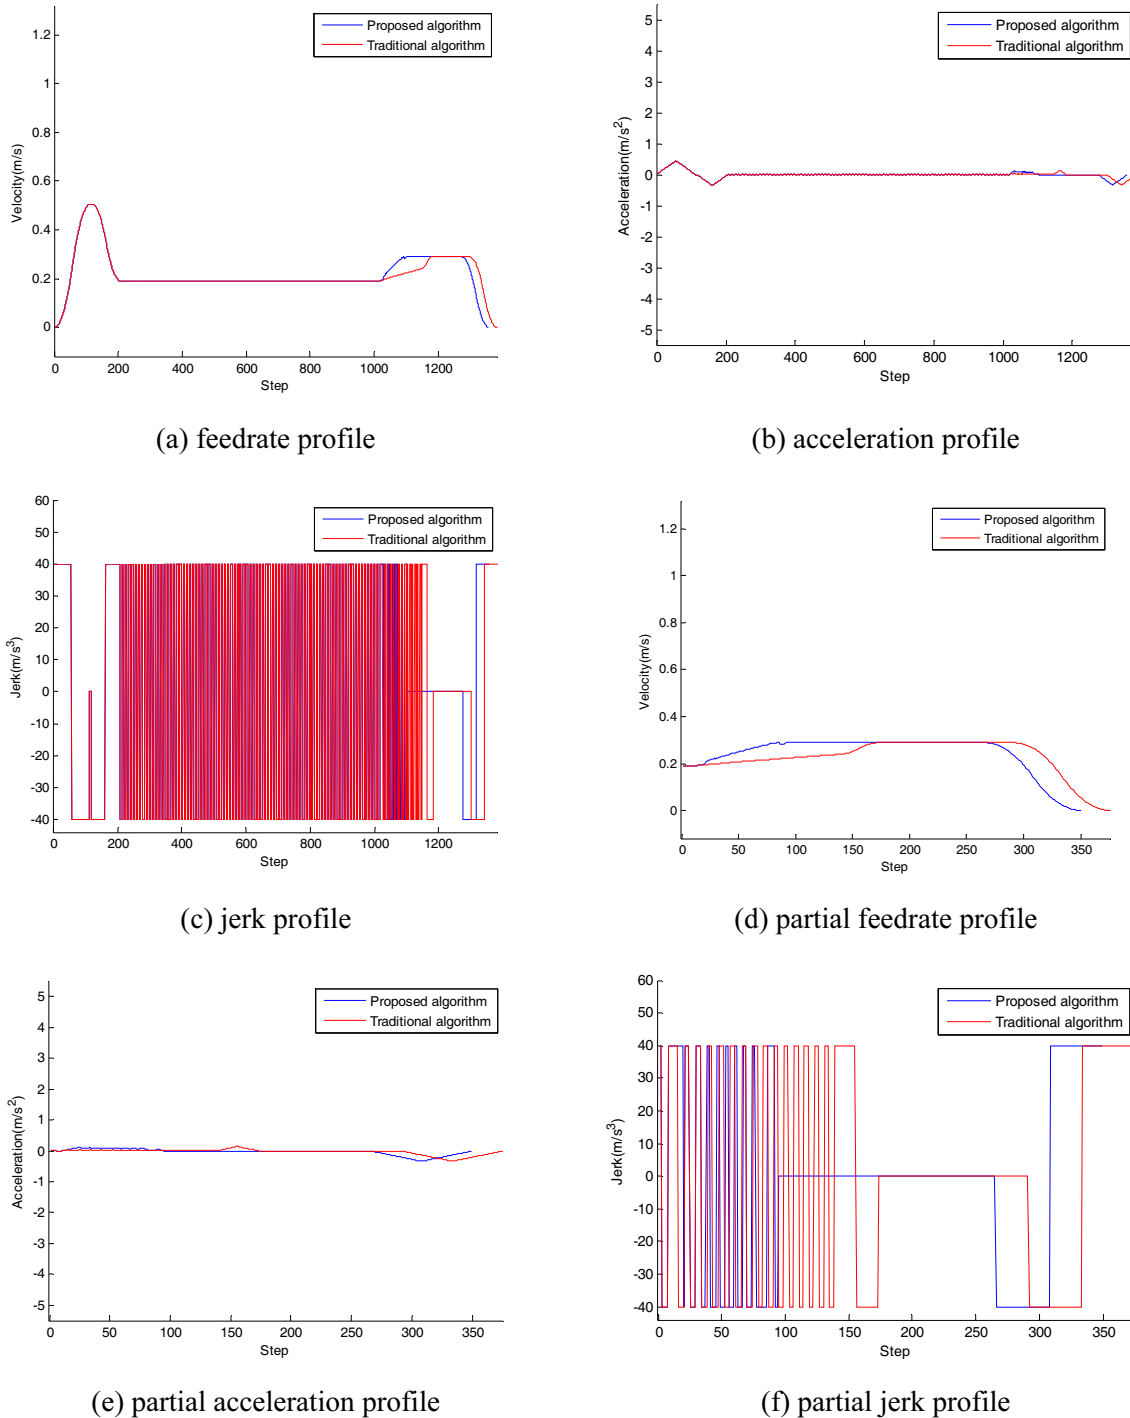 Proposed algorithm
Traditional algorithm
1.2
1
0.8
0.6
0.4
0.2
0
Velocity(m/s)
0 200 400 600 800 1000 1200
Step
(a) feedrate profile
Proposed algorithm
Traditional algorithm
5
4
3
2
1
0
-1
-2
-3
-4
-5
Acceleration(m/s²)
0 200 400 600 800 1000 1200
Step
(b) acceleration profile
Proposed algorithm
Traditional algorithm
60
50
40
30
20
10
0
-10
-20
-30
-40
Jerk(m/s³)
0 200 400 600 800 1000 1200
Step
(c) jerk profile
Proposed algorithm
Traditional algorithm
1.2
1
0.8
0.6
0.4
0.2
0
Velocity(m/s)
0 50 100 150 200 250 300 350
Step
(d) partial feedrate profile
Proposed algorithm
Traditional algorithm
5
4
3
2
1
0
-1
-2
-3
-4
-5
Acceleration(m/s²)
0 50 100 150 200 250 300 350
Step
(e) partial acceleration profile
Proposed algorithm
Traditional algorithm
60
50
40
30
20
10
0
-10
-20
-30
-40
Jerk(m/s³)
0 50 100 150 200 250 300 350
Step
(f) partial jerk profile